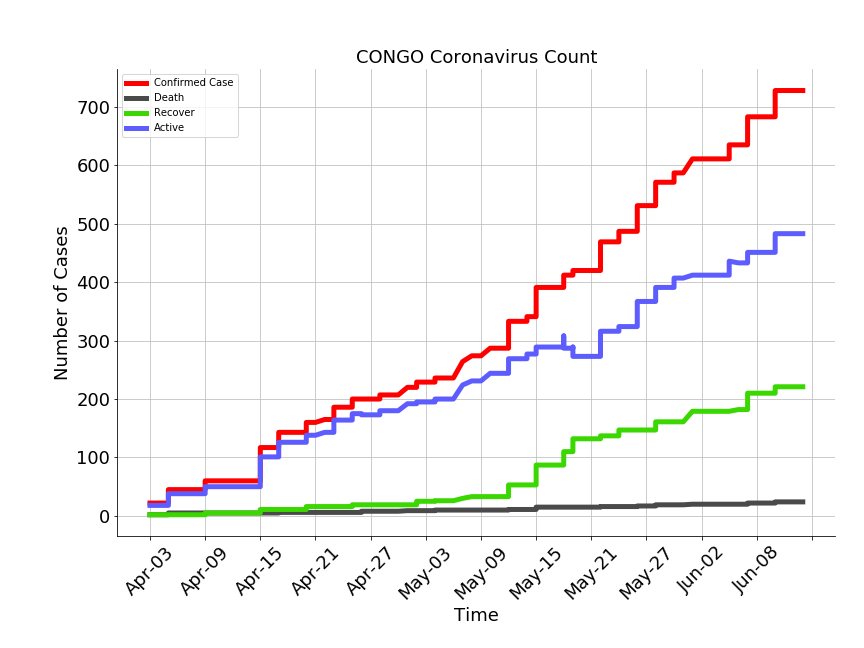 CONGO Coronavirus Count
Confirmed Case
Death
Recover
Active
Number of Cases
700
600
500
400
300
200
100
0
Apr-03
Apr-09
Apr-15
Apr-21
Apr-27
May-03
May-09
May-15
May-21
May-27
Jun-02
Jun-08
Time